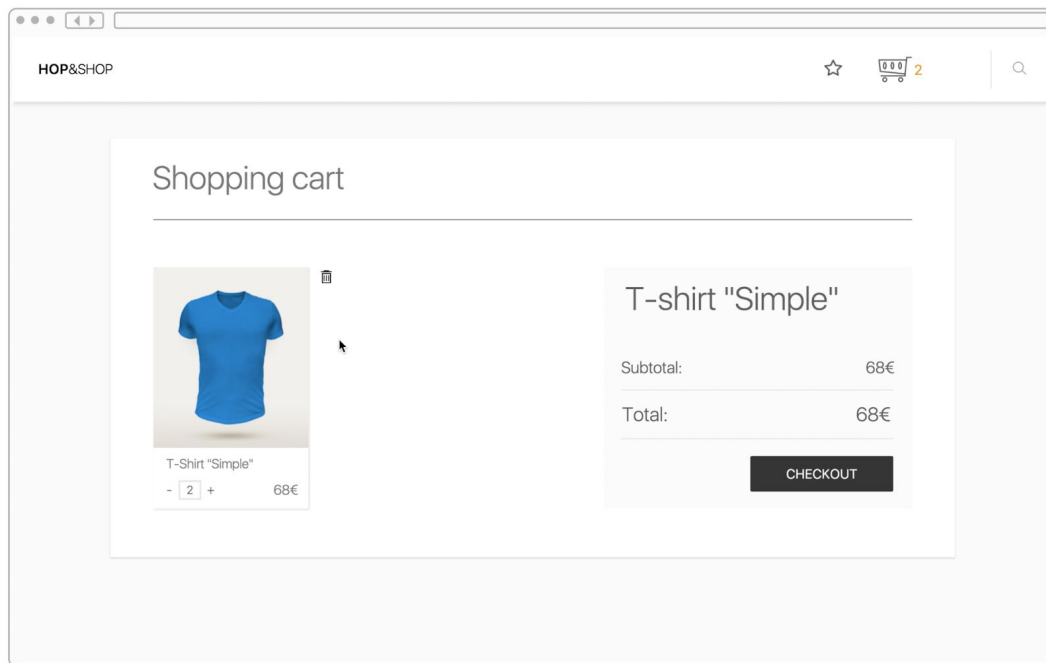 HOP&SHOP
2
Shopping cart
T-Shirt "Simple"
- 2 + 68€
T-shirt "Simple"
Subtotal: 68€
Total: 68€
CHECKOUT